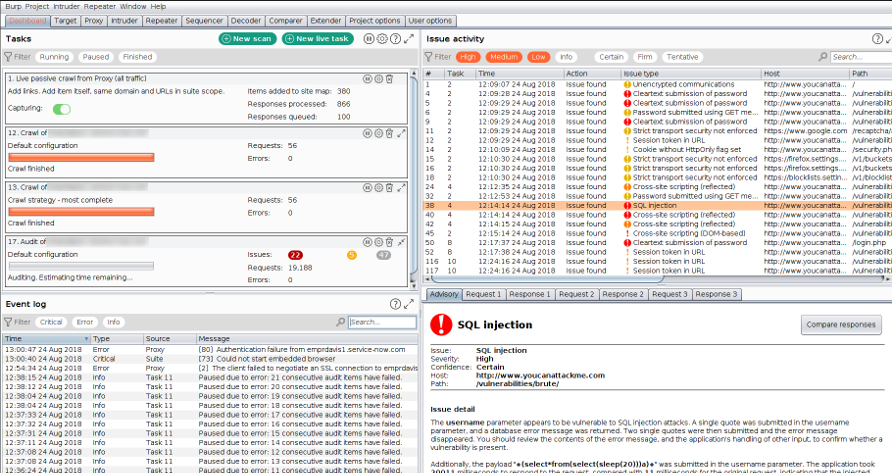 Burp Project Intruder Repeater Window Help
Dashboard Target Proxy Intruder Repeater Sequencer Decoder Comparer Extender Project options User options
Tasks
New scan
New live task
Filter Running Paused Finished
1. Live passive crawl from Proxy (all traffic)
Add links. Add item itself, same domain and URLs in suite scope.
Items added to site map: 380
Capturing:
Responses processed: 866
Responses queued: 100
12. Crawl of
Default configuration
Requests: 56
Errors: 0
Crawl finished
13. Crawl of
Crawl strategy - most complete
Requests: 56
Errors: 0
Crawl finished
17. Audit of
Default configuration
Issues: 22 5 47
Requests: 19,188
Errors: 0
Auditing. Estimating time remaining...
Event log
Filter Critical Error Info
Search...
Time Type Source Message
13:00:47 24 Aug 2018 Error Proxy [80] Authentication failure from emprdavis1.service-now.com
13:00:40 24 Aug 2018 Critical Suite [73] Could not start embedded browser
12:54:34 24 Aug 2018 Error Proxy [2] The client failed to negotiate an SSL connection to emprdavis
12:38:15 24 Aug 2018 Info Task 11 Paused due to error: 21 consecutive audit items have failed.
12:38:12 24 Aug 2018 Info Task 11 Paused due to error: 20 consecutive audit items have failed.
12:38:04 24 Aug 2018 Info Task 11 Paused due to error: 19 consecutive audit items have failed.
12:38:04 24 Aug 2018 Info Task 11 Paused due to error: 18 consecutive audit items have failed.
12:37:33 24 Aug 2018 Info Task 11 Paused due to error: 17 consecutive audit items have failed.
12:37:32 24 Aug 2018 Info Task 11 Paused due to error: 16 consecutive audit items have failed.
12:37:31 24 Aug 2018 Info Task 11 Paused due to error: 15 consecutive audit items have failed.
12:37:11 24 Aug 2018 Info Task 11 Paused due to error: 14 consecutive audit items have failed.
12:37:08 24 Aug 2018 Info Task 11 Paused due to error: 13 consecutive audit items have failed.
12:37:08 24 Aug 2018 Info Task 11 Paused due to error: 12 consecutive audit items have failed.
12:36:24 24 Aug 2018 Info Task 11 Paused due to error: 11 consecutive audit items have failed.
Issue activity
Filter High Medium Low Info Certain Firm Tentative
Search...
# Task Time Action Issue type Host Path
1 2 12:09:07 24 Aug 2018 Issue found Unencrypted communications http://www.youcanatta... /
4 2 12:09:28 24 Aug 2018 Issue found Cleartext submission of password http://www.youcanatta... /vulnerabiliti
6 2 12:09:28 24 Aug 2018 Issue found Password submitted using GET me... http://www.youcanatta... /vulnerabiliti
9 2 12:09:28 24 Aug 2018 Issue found Cleartext submission of password http://www.youcanatta... /vulnerabiliti
11 2 12:09:29 24 Aug 2018 Issue found Strict transport security not enforced https://www.google.com /recaptcha/
12 2 12:09:29 24 Aug 2018 Issue found Session token in URL http://www.youcanatta... /vulnerabiliti
14 2 12:10:09 24 Aug 2018 Issue found Cookie without HttpOnly flag set http://www.youcanatta... /security.ph
15 2 12:10:30 24 Aug 2018 Issue found Strict transport security not enforced https://firefox.settings.... /v1/buckets
16 2 12:10:30 24 Aug 2018 Issue found Strict transport security not enforced https://firefox.settings.... /v1/buckets
18 2 12:10:30 24 Aug 2018 Issue found Strict transport security not enforced https://blocklists.settin... /v1/blocklist
24 4 12:12:35 24 Aug 2018 Issue found Cross-site scripting (reflected) http://www.youcanatta... /vulnerabiliti
32 2 12:12:53 24 Aug 2018 Issue found Password submitted using GET me... http://www.youcanatta... /vulnerabiliti
38 4 12:14:14 24 Aug 2018 Issue found SQL injection http://www.youcanatta... /vulnerabiliti
40 4 12:14:14 24 Aug 2018 Issue found Cross-site scripting (reflected) http://www.youcanatta... /vulnerabiliti
42 4 12:14:15 24 Aug 2018 Issue found Cross-site scripting (reflected) http://www.youcanatta... /vulnerabiliti
45 4 12:14:15 24 Aug 2018 Issue found Cross-site scripting (DOM-based) http://www.youcanatta... /vulnerabiliti
50 8 12:17:37 24 Aug 2018 Issue found Cleartext submission of password http://www.youcanatta... /login.php
52 8 12:17:38 24 Aug 2018 Issue found Session token in URL http://www.youcanatta... /vulnerabiliti
116 10 12:24:16 24 Aug 2018 Issue found Session token in URL http://www.youcanatta... /vulnerabiliti
117 10 12:24:16 24 Aug 2018 Issue found Session token in URL http://www.youcanatta... /vulnerabiliti
Advisory Request 1 Response 1 Request 2 Response 2 Request 3 Response 3
SQL injection
Compare responses
Issue: SQL injection
Severity: High
Confidence: Certain
Host: http://www.youcanattackme.com
Path: /vulnerabilities/brute/
Issue detail
The username parameter appears to be vulnerable to SQL injection attacks. A single quote was submitted in the username
parameter, and a database error message was returned. Two single quotes were then submitted and the error message
disappeared. You should review the contents of the error message, and the application's handling of other input, to confirm whether a
vulnerability is present.
Additionally, the payload '+(select*from(select(sleep(20)))a)+' was submitted in the username parameter. The application took
milliseconds to respond to the request, compared with 11 milliseconds for the original request, indicating that the injected